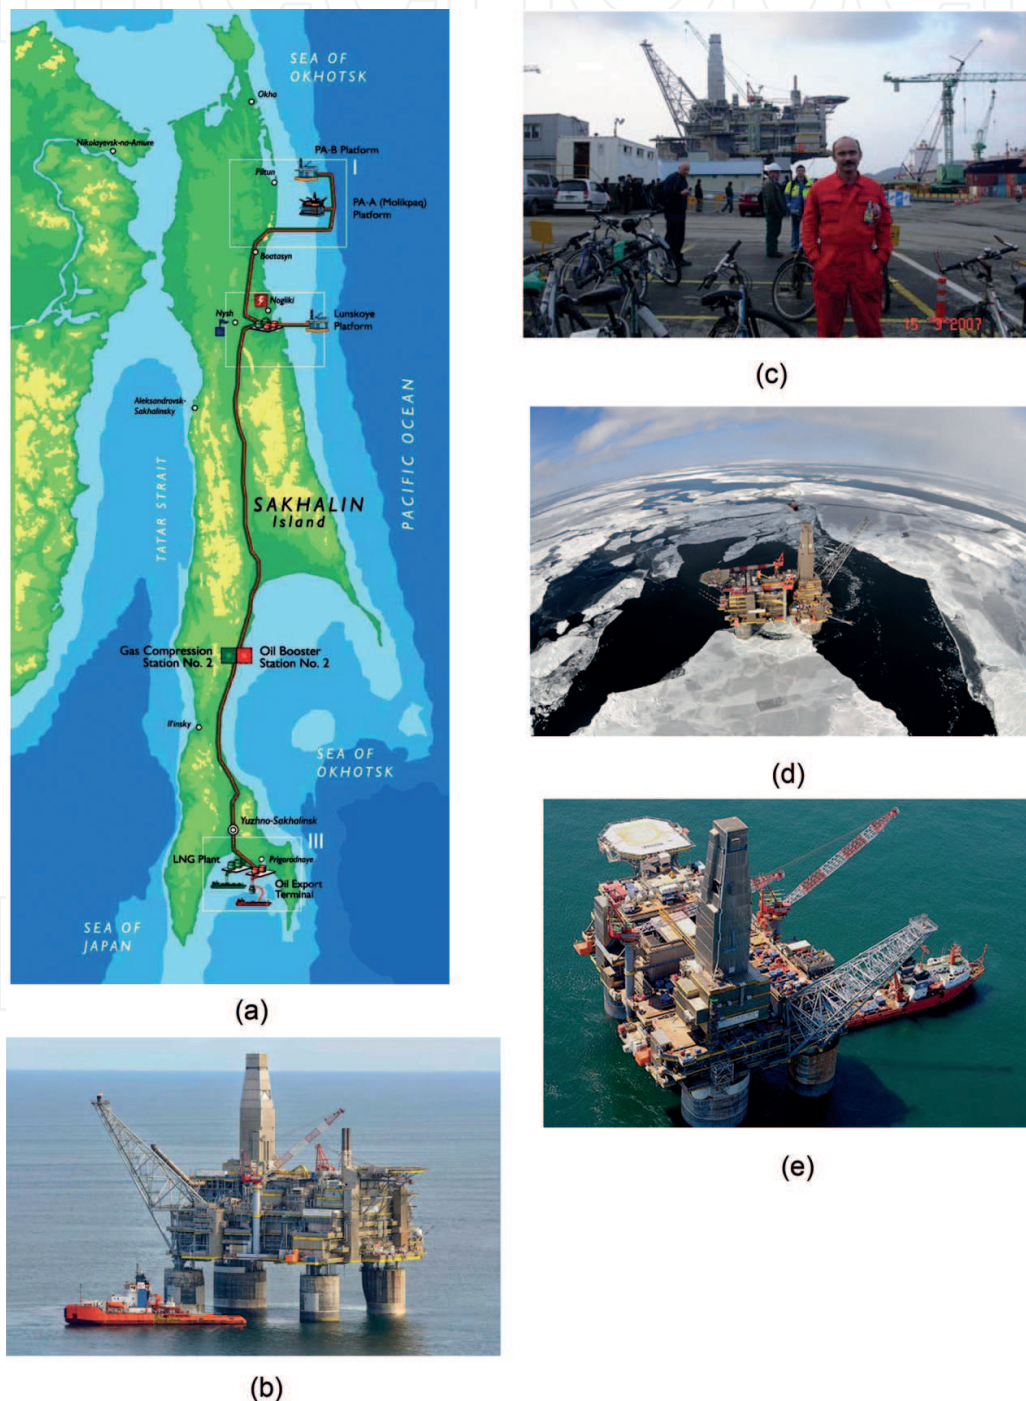 SEA OF
OKHOTSK
Okha
Nikolayevsk-na-Amure
PA-B Platform
I
Piltun
PA-A (Molikpaq)
Platform
Boatasyn
Nogliki
Nysh
Lunskoye
Platform
Aleksandrovsk-
Sakhalinsky
PACIFIC OCEAN
TATAR STRAIT
SAKHALIN
Island
Gas Compression
Station No. 2
Oil Booster
Station No. 2
Il'insky
SEA OF
OKHOTSK
Yuzhno-Sakhalinsk
III
LNG Plant
Prigorodnoye
Oil Export
Terminal
SEA OF
JAPAN
(a)
(b)
15 3 2007
(c)
(d)
(e)